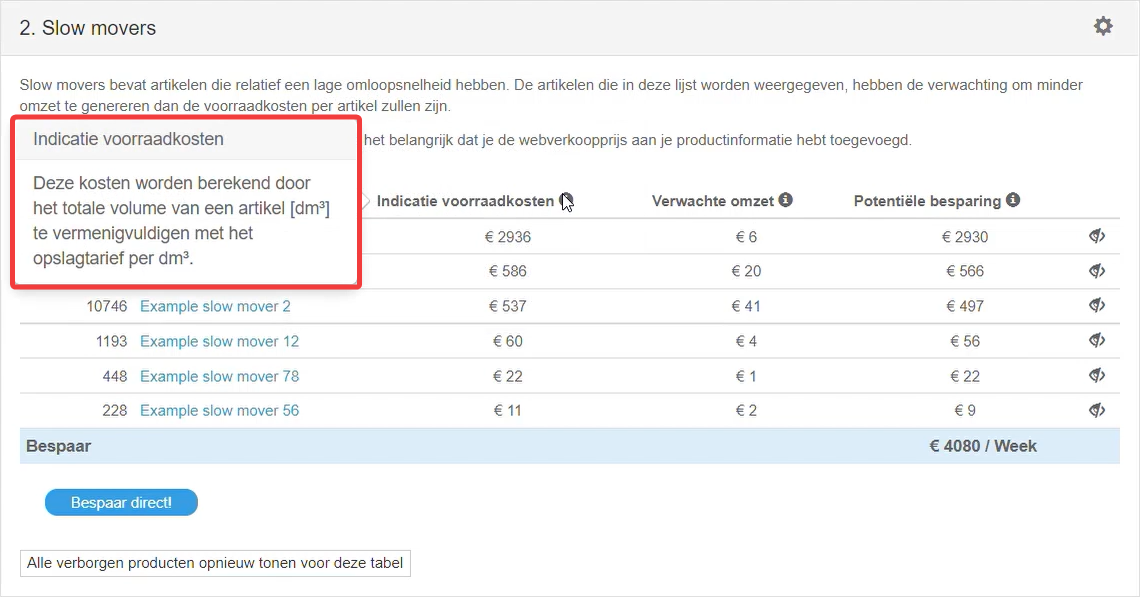 2. Slow movers
Slow movers bevat artikelen die relatief een lage omloopsnelheid hebben. De artikelen die in deze lijst worden weergegeven, hebben de verwachting om minder
omzet te genereren dan de voorraadkosten per artikel zullen zijn.
het belangrijk dat je de webverkoopprijs aan je productinformatie hebt toegevoegd.
Indicatie voorraadkosten
Deze kosten worden berekend door
het totale volume van een artikel [dm³]
te vermenigvuldigen met het
opslagtarief per dm³.
Indicatie voorraadkosten Verwachte omzet Potentiële besparing
€ 2936 € 6 € 2930
€ 586 € 20 € 566
10746 Example slow mover 2 € 537 € 41 € 497
1193 Example slow mover 12 € 60 € 4 € 56
448 Example slow mover 78 € 22 € 1 € 22
228 Example slow mover 56 € 11 € 2 € 9
Bespaar € 4080 / Week
Bespaar direct!
Alle verborgen producten opnieuw tonen voor deze tabel